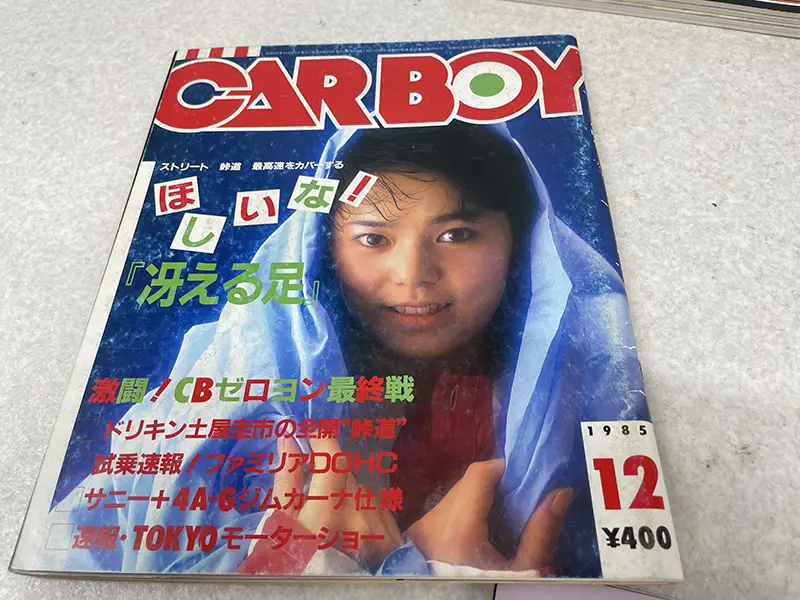 CARBOY
ストリート 峠道 最高速をカバーする
ほしいな!
『冴える足』
激闘!CBゼロヨン最終戦
ドリキン土屋圭市の全開“峠道”
試乗速報!ファミリアDOHC
サニー+4A-Gジムカーナ仕様
速報・TOKYOモーターショー
1985
12
¥400